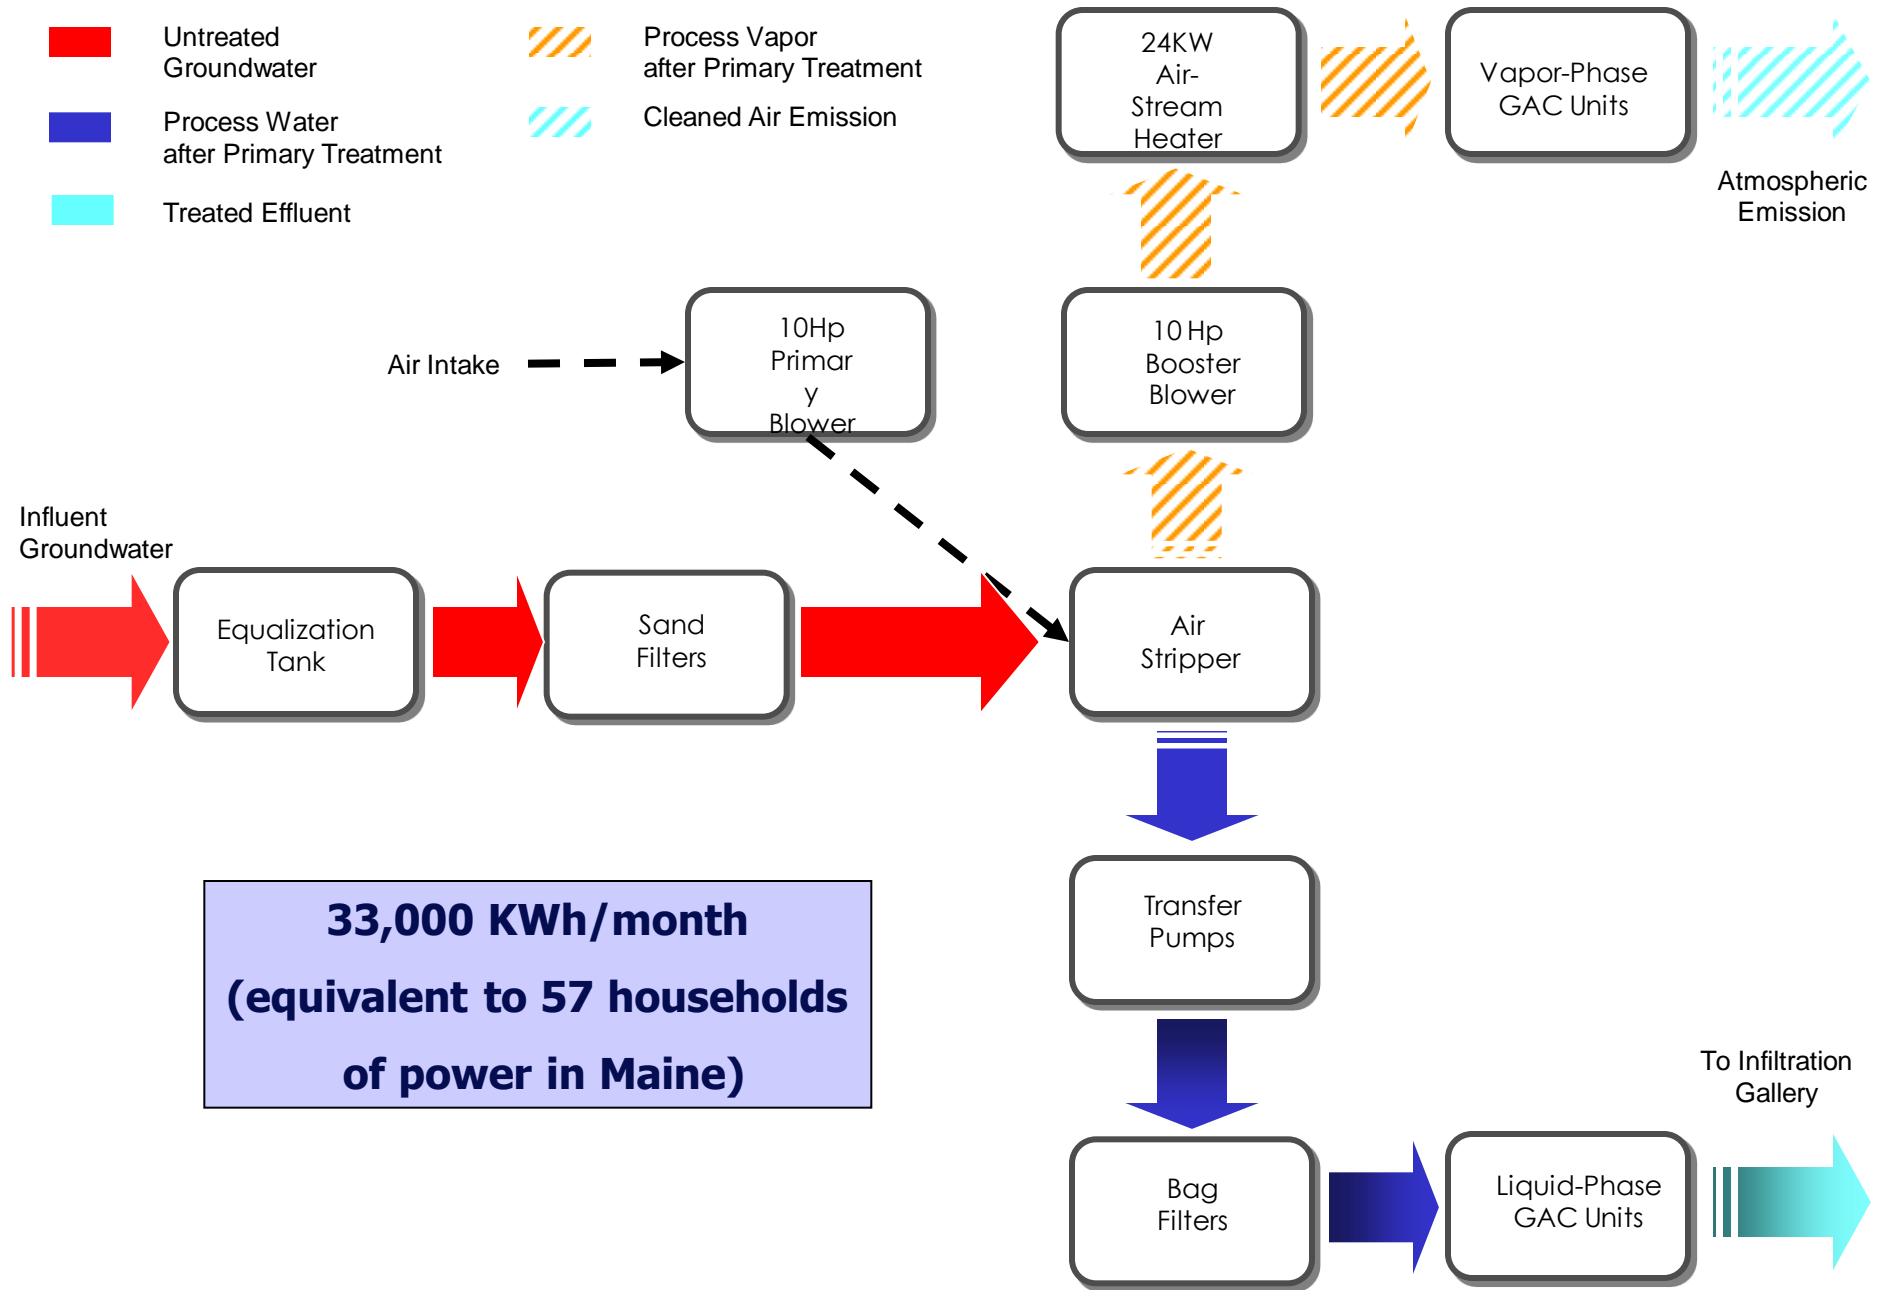 Untreated
Groundwater
Process Water
after Primary Treatment
Treated Effluent
Process Vapor
after Primary Treatment
Cleaned Air Emission
24KW
Air-
Stream
Heater
Vapor-Phase
GAC Units
Atmospheric
Emission
Air Intake
10Hp
Primar
y
Blower
10 Hp
Booster
Blower
Influent
Groundwater
Equalization
Tank
Sand
Filters
Air
Stripper
33,000 KWh/month
(equivalent to 57 households
of power in Maine)
Transfer
Pumps
Bag
Filters
Liquid-Phase
GAC Units
To Infiltration
Gallery